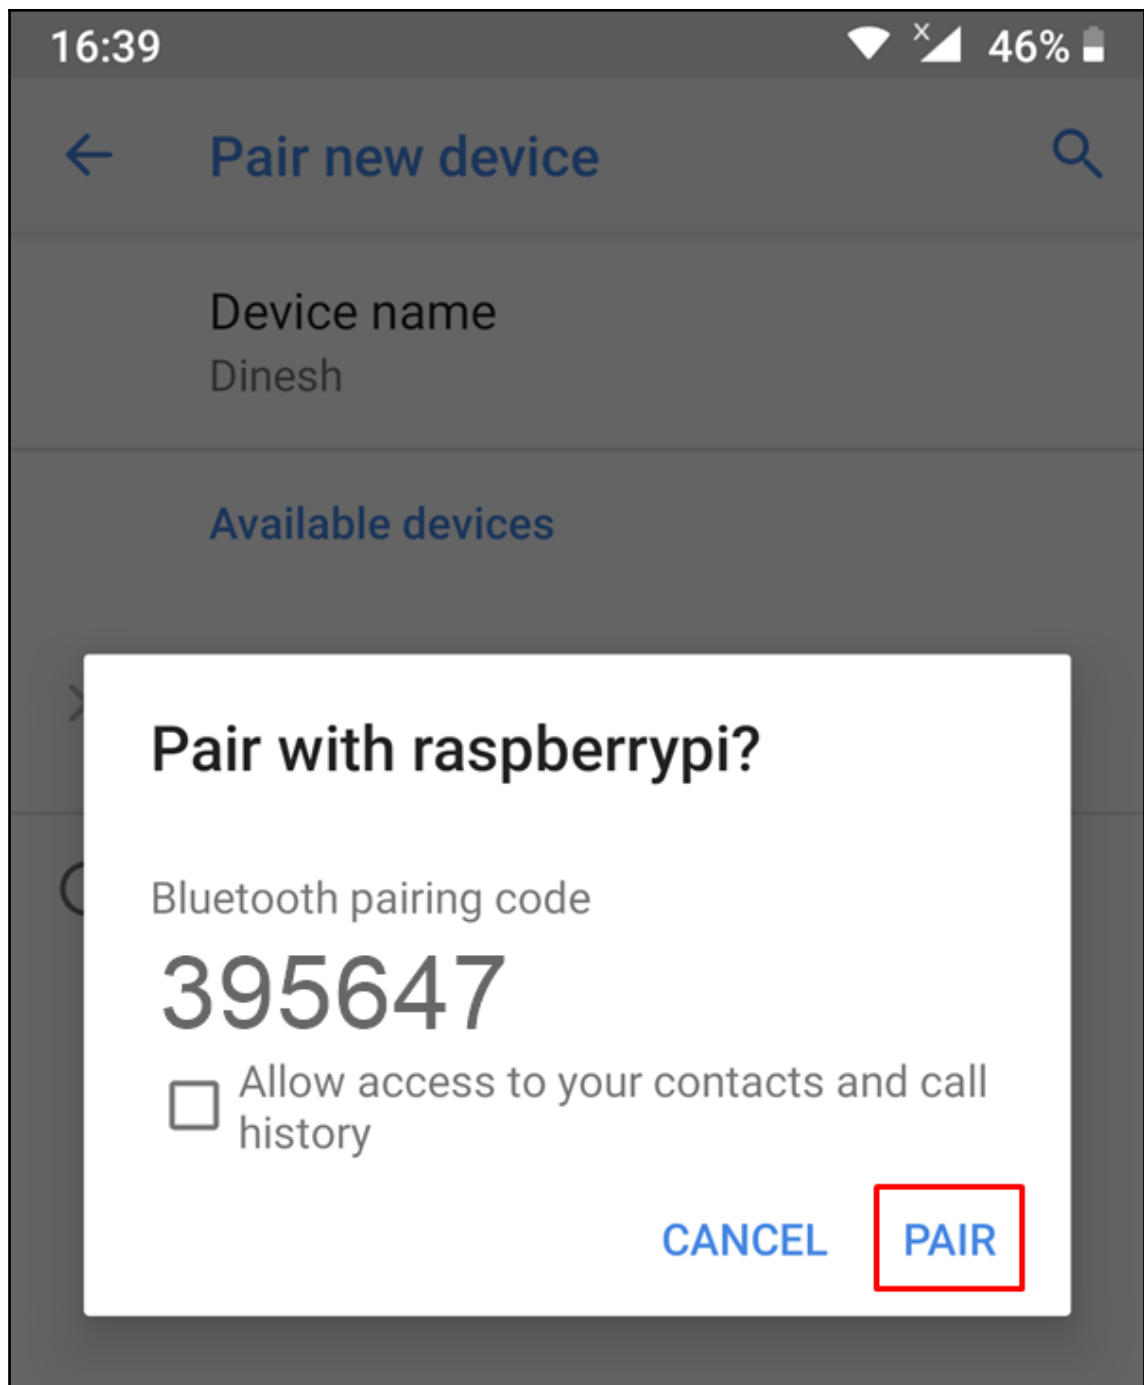 16:39
x 46%
Pair new device
Device name
Dinesh
Available devices
Pair with raspberrypi?
Bluetooth pairing code
395647
Allow access to your contacts and call
history
CANCEL PAIR